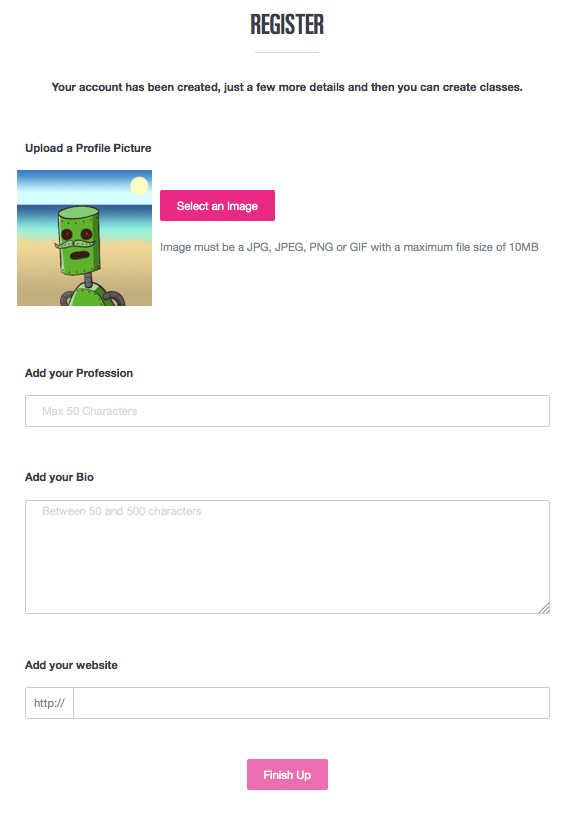 REGISTER
Your account has been created, just a few more details and then you can create classes.
Upload a Profile Picture
Select an Image
Image must be a JPG, JPEG, PNG or GIF with a maximum file size of 10MB
Add your Profession
Max 50 Characters
Add your Bio
Between 50 and 500 characters
Add your website
http://
Finish Up